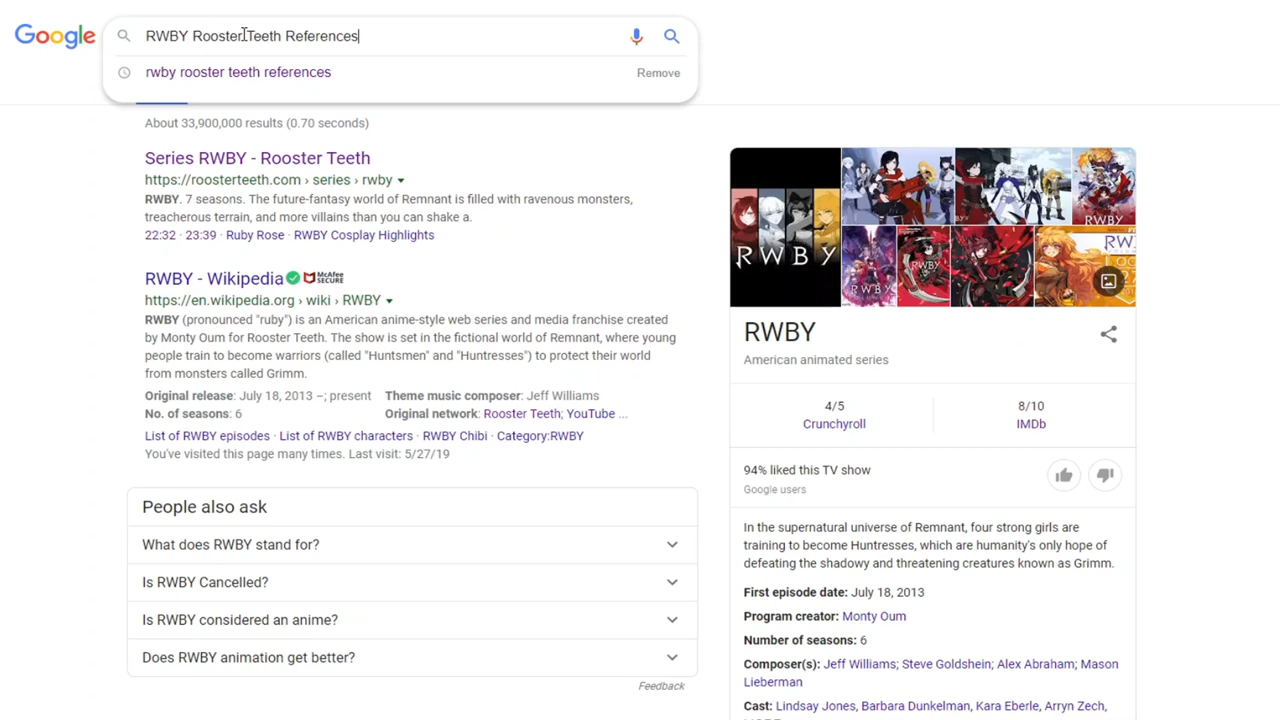 Google
RWBY Rooster Teeth References
rwby rooster teeth references
Remove
About 33,900,000 results (0.70 seconds)
Series RWBY - Rooster Teeth
https://roosterteeth.com › series › rwby
RWBY. 7 seasons. The future-fantasy world of Remnant is filled with ravenous monsters,
treacherous terrain, and more villains than you can shake a.
22:32 · 23:39 · Ruby Rose · RWBY Cosplay Highlights
RWBY - Wikipedia McAfee SECURE
https://en.wikipedia.org › wiki › RWBY
RWBY (pronounced "ruby") is an American anime-style web series and media franchise created
by Monty Oum for Rooster Teeth. The show is set in the fictional world of Remnant, where young
people train to become warriors (called "Huntsmen" and "Huntresses") to protect their world
from monsters called Grimm.
Original release: July 18, 2013 –; present Theme music composer: Jeff Williams
No. of seasons: 6 Original network: Rooster Teeth; YouTube ...
List of RWBY episodes · List of RWBY characters · RWBY Chibi · Category:RWBY
You've visited this page many times. Last visit: 5/27/19
People also ask
What does RWBY stand for?
Is RWBY Cancelled?
Is RWBY considered an anime?
Does RWBY animation get better?
Feedback
RWBY
RWBY
RWBY
RWBY
RWBY
American animated series
4/5
Crunchyroll
8/10
IMDb
94% liked this TV show
Google users
In the supernatural universe of Remnant, four strong girls are
training to become Huntresses, which are humanity's only hope of
defeating the shadowy and threatening creatures known as Grimm.
First episode date: July 18, 2013
Program creator: Monty Oum
Number of seasons: 6
Composer(s): Jeff Williams; Steve Goldshein; Alex Abraham; Mason
Lieberman
Cast: Lindsay Jones, Barbara Dunkelman, Kara Eberle, Arryn Zech,